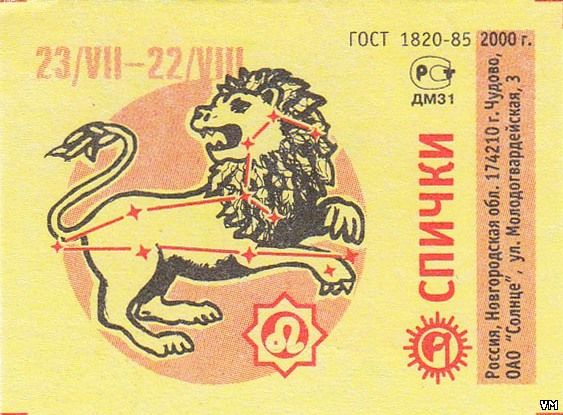 23/VII–22/VIII
ГОСТ 1820-85 2000 г.
РСТ
ДМ31
СПИЧКИ
Россия, Новгородская обл. 174210 г. Чудово,
ОАО "Солнце", ул. Молодогвардейская, 3
VM